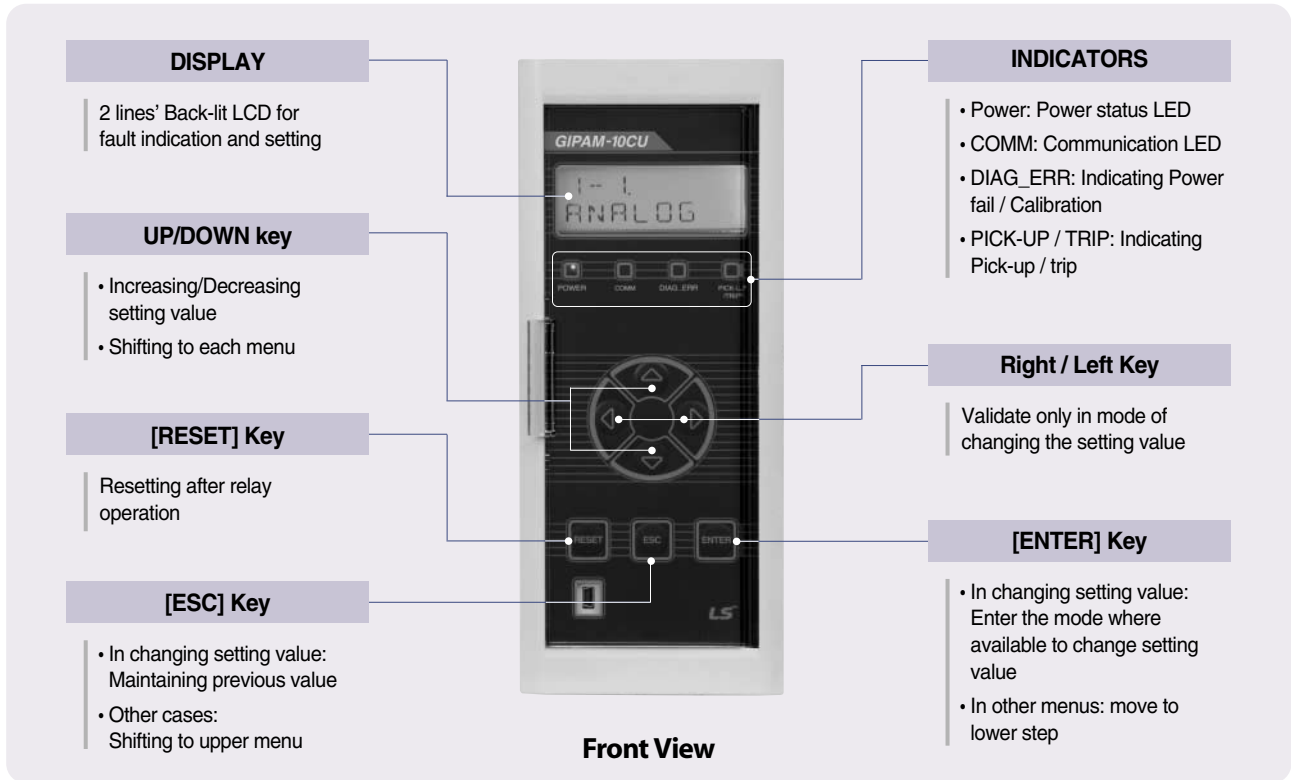 DISPLAY
2 lines’ Back-lit LCD for
fault indication and setting
UP/DOWN key
• Increasing/Decreasing
setting value
• Shifting to each menu
[RESET] Key
Resetting after relay
operation
[ESC] Key
• In changing setting value:
Maintaining previous value
• Other cases:
Shifting to upper menu
GIPAM-10CU
1-1.
ANALOG
POWER
COMM
DIAG_ERR
PICK-UP
/TRIP
RESET
ESC
ENTER
LS
Front View
INDICATORS
• Power: Power status LED
• COMM: Communication LED
• DIAG_ERR: Indicating Power
fail / Calibration
• PICK-UP / TRIP: Indicating
Pick-up / trip
Right / Left Key
Validate only in mode of
changing the setting value
[ENTER] Key
• In changing setting value:
Enter the mode where
available to change setting
value
• In other menus: move to
lower step